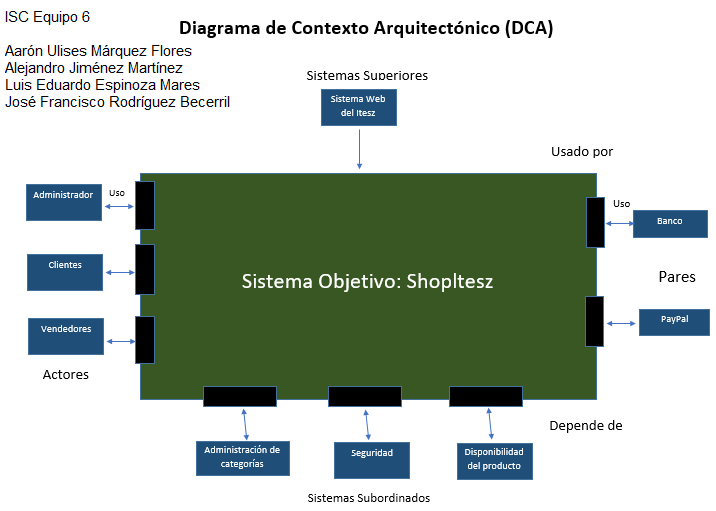 ISC Equipo 6
Diagrama de Contexto Arquitectónico (DCA)
Aarón Ulises Márquez Flores
Alejandro Jiménez Martínez
Luis Eduardo Espinoza Mares
José Francisco Rodríguez Becerril
Sistemas Superiores
Sistema Web
del Itesz
Usado por
Administrador
Uso
Uso
Banco
Clientes
Sistema Objetivo: ShopItesz
Pares
Vendedores
PayPal
Actores
Depende de
Administración de
categorías
Seguridad
Disponibilidad
del producto
Sistemas Subordinados